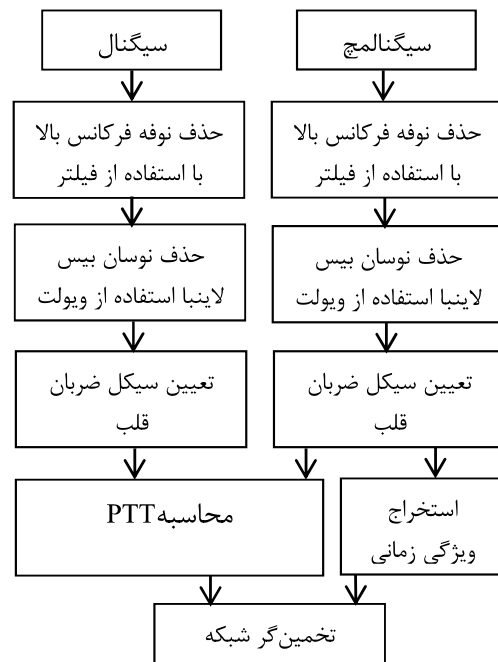 سیگنالمچ
سیگنال
حذف نوفه فرکانس بالا
با استفاده از فیلتر
حذف نوفه فرکانس بالا
با استفاده از فیلتر
حذف نوسان بیس
لاینبا استفاده از ویولت
حذف نوسان بیس
لاینبا استفاده از ویولت
تعیین سیکل ضربان
قلب
تعیین سیکل ضربان
قلب
استخراج
ویژگی زمانی
محاسبهPTT
تخمین‌گر شبکه